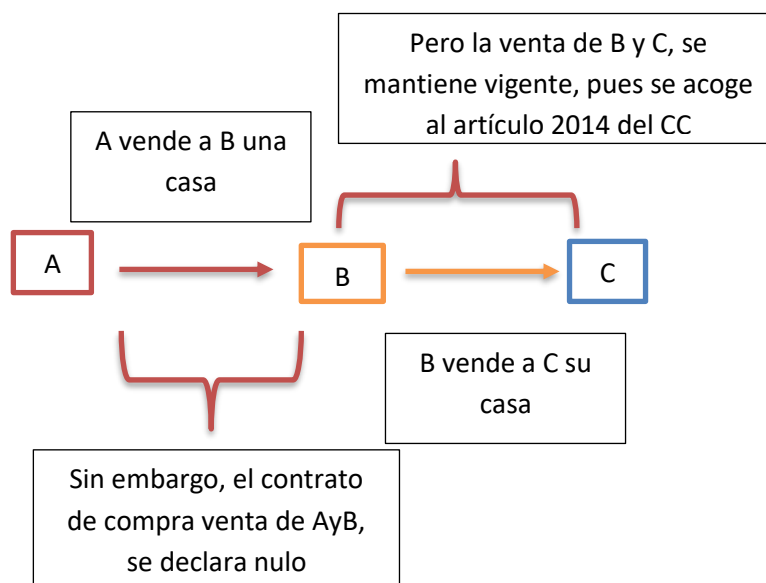 Pero la venta de B y C, se
mantiene vigente, pues se acoge
al artículo 2014 del CC
A vende a B una
casa
A
B
C
B vende a C su
casa
Sin embargo, el contrato
de compra venta de AyB,
se declara nulo